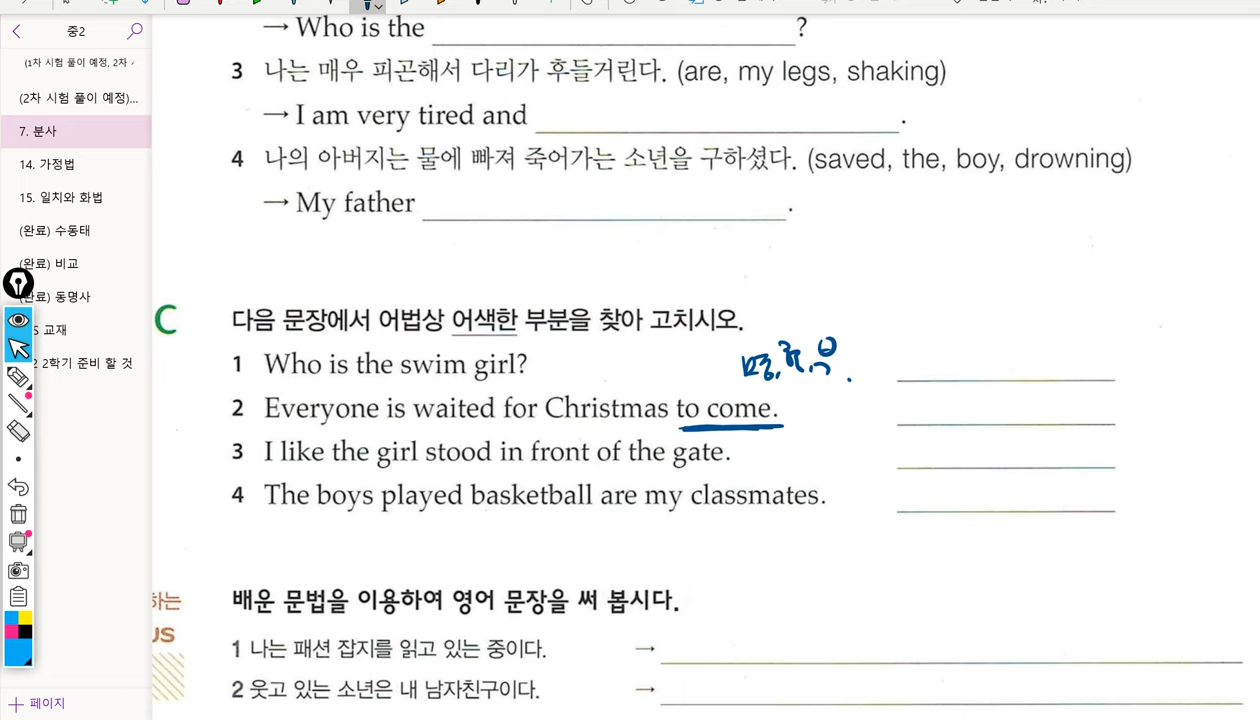 중2
(1차 시험 풀이 예정, 2차
(2차 시험 풀이 예정)...
7. 분사
14. 가정법
15. 일치와 화법
(완료) 수동태
(완료) 비교
료) 동명사
S 교재
2 2학기 준비 할 것
페이지
→ Who is the ?
3 나는 매우 피곤해서 다리가 후들거린다. (are, my legs, shaking)
→ I am very tired and .
4 나의 아버지는 물에 빠져 죽어가는 소년을 구하셨다. (saved, the, boy, drowning)
→ My father .
C 다음 문장에서 어법상 어색한 부분을 찾아 고치시오.
1 Who is the swim girl?
명, 형, 부.
2 Everyone is waited for Christmas to come.
3 I like the girl stood in front of the gate.
4 The boys played basketball are my classmates.
하는
US
배운 문법을 이용하여 영어 문장을 써 봅시다.
1 나는 패션 잡지를 읽고 있는 중이다. →
2 웃고 있는 소년은 내 남자친구이다. →